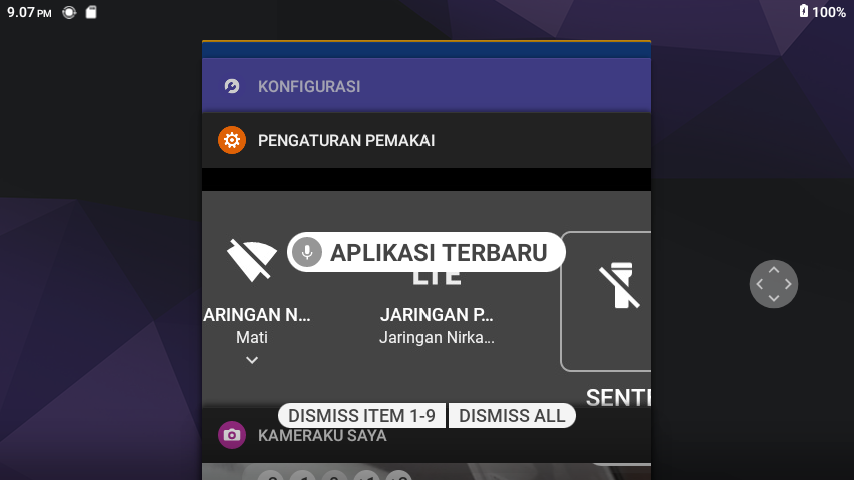 9.07 PM
100%
KONFIGURASI
PENGATURAN PEMAKAI
APLIKASI TERBARU
LTE
ARINGAN N...
JARINGAN P...
Mati
Jaringan Nirka...
SENTE
DISMISS ITEM 1-9
DISMISS ALL
KAMERAKU SAYA